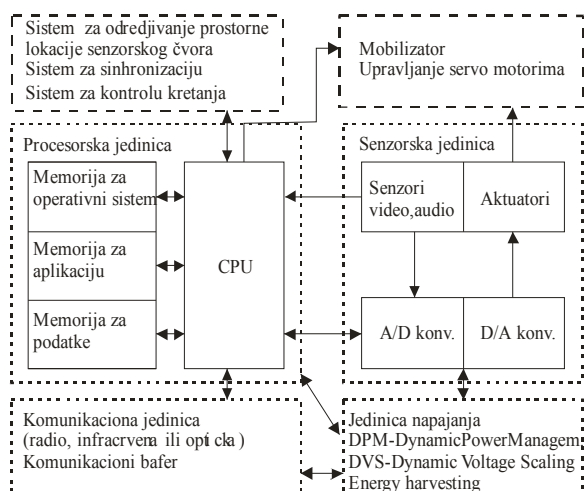 Sistem za odredjivanje prostorne
lokacije senzorskog čvora
Sistem za sinhronizaciju
Sistem za kontrolu kretanja
Mobilizator
Upravljanje servo motorima
Procesorska jedinica
Memorija za
operativni sistem
Memorija za
aplikaciju
Memorija za
podatke
CPU
Senzorska jedinica
Senzori
video,audio
Aktuatori
A/D konv.
D/A konv.
Komunikaciona jedinica
(radio, infracrvena ili optička)
Komunikacioni bafer
Jedinica napajanja
DPM-DynamicPowerManagem
DVS-Dynamic Voltage Scaling
Energy harvesting